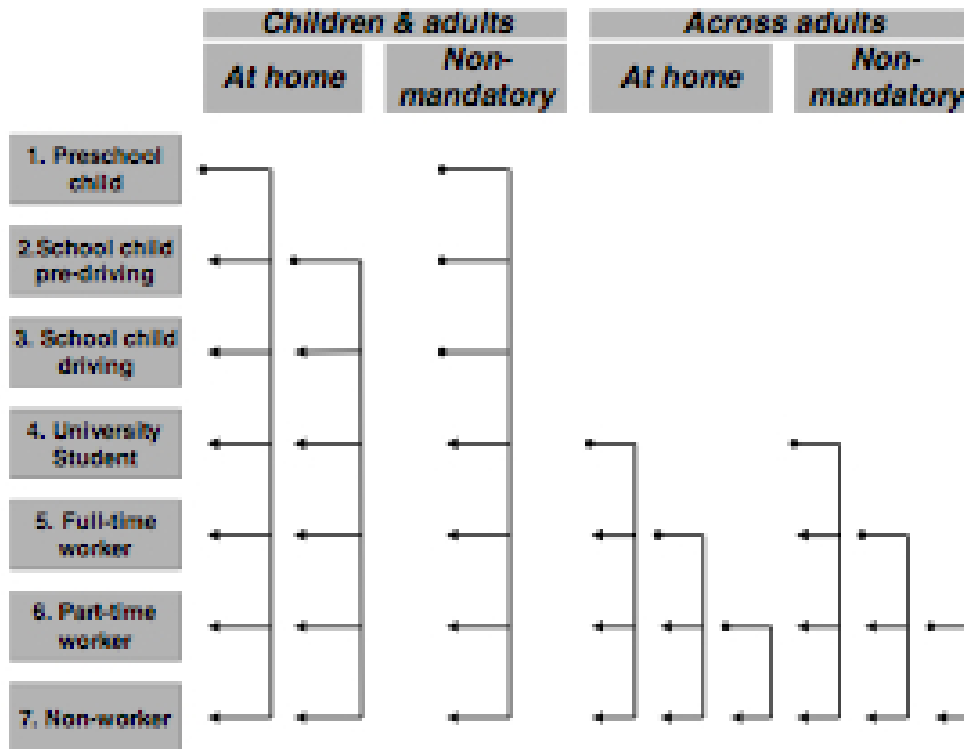 Children & adults
Across adults
At home
Non-
mandatory
At home
Non-
mandatory
1. Preschool
child
2.School child
pre-driving
3. School child
driving
4. University
Student
5. Full-time
worker
6. Part-time
worker
7. Non-worker